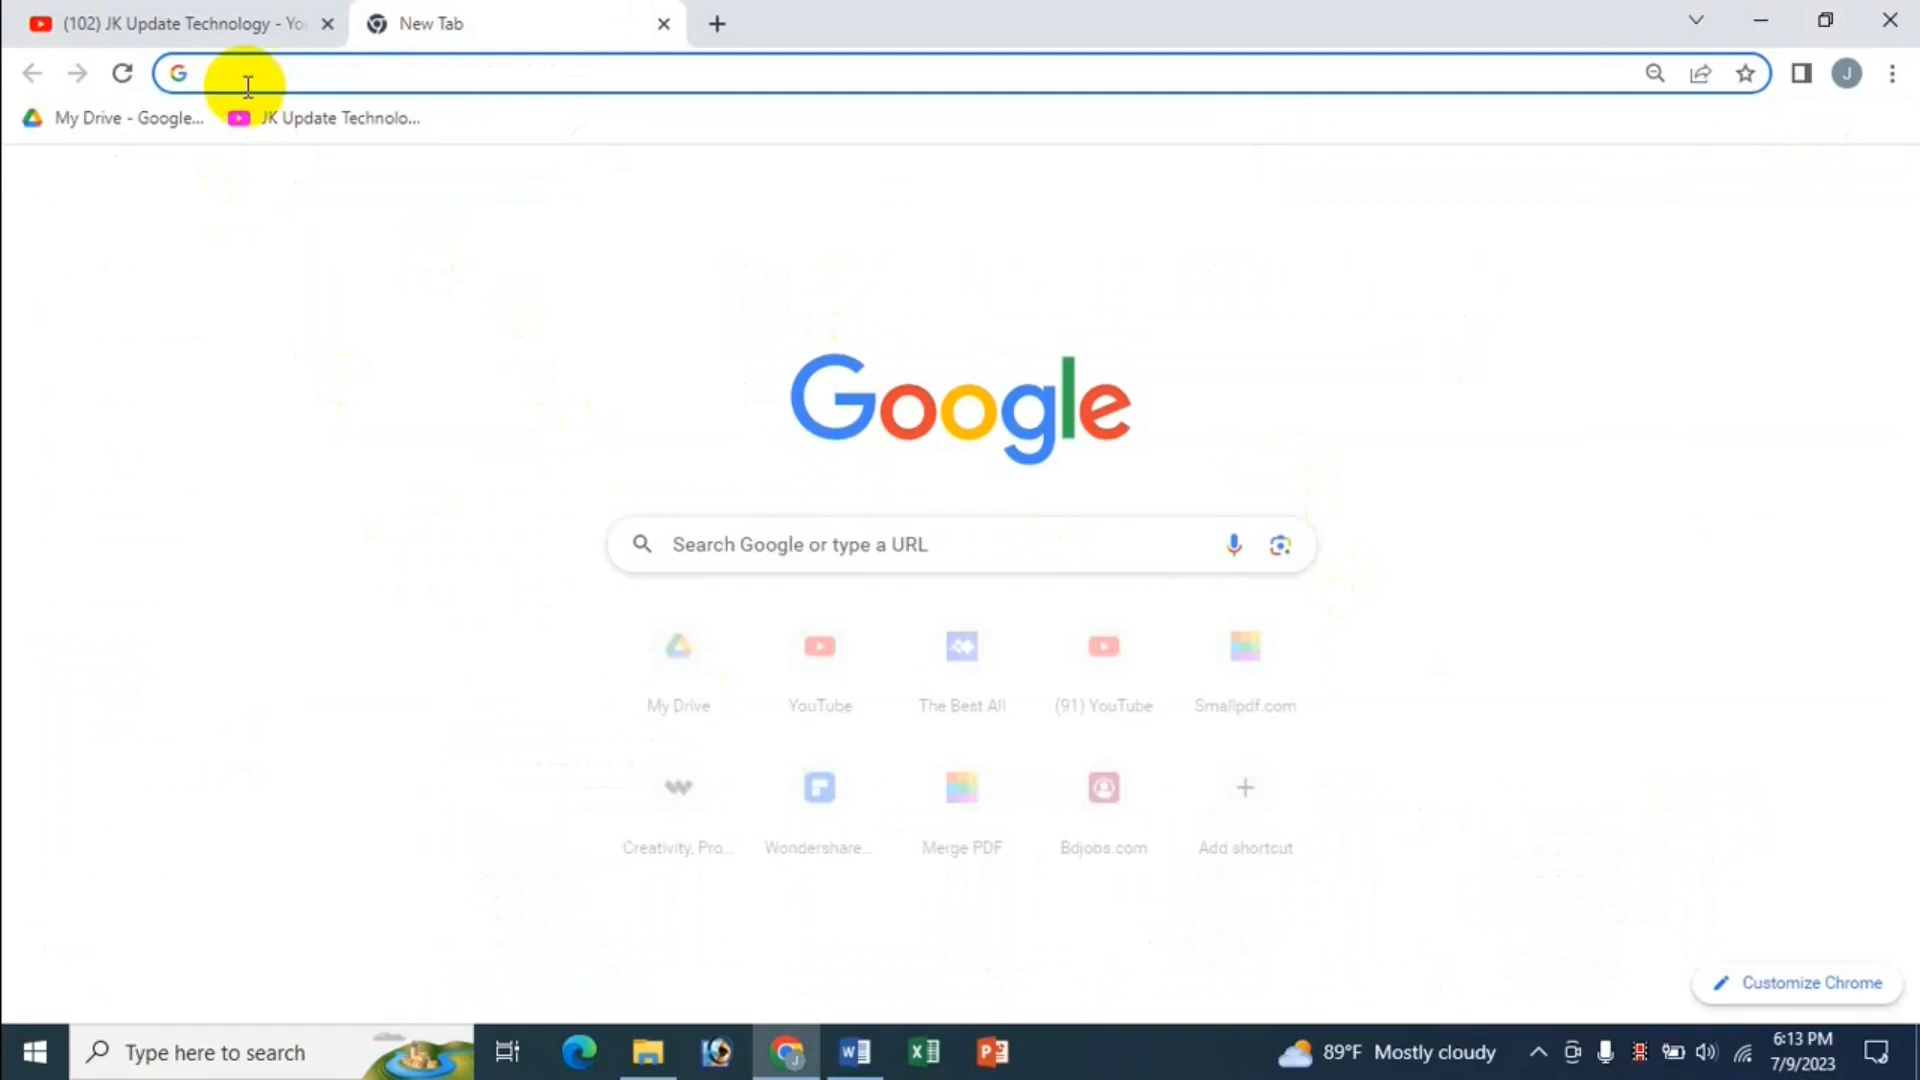 (102) JK Update Technology - You
New Tab
My Drive - Google...
JK Update Technolo...
J
Google
Search Google or type a URL
My Drive
YouTube
The Best All
(91) YouTube
Smallpdf.com
Creativity, Pro...
Wondershare...
Merge PDF
Bdjobs.com
Add shortcut
Customize Chrome
Type here to search
89°F Mostly cloudy
6:13 PM
7/9/2023